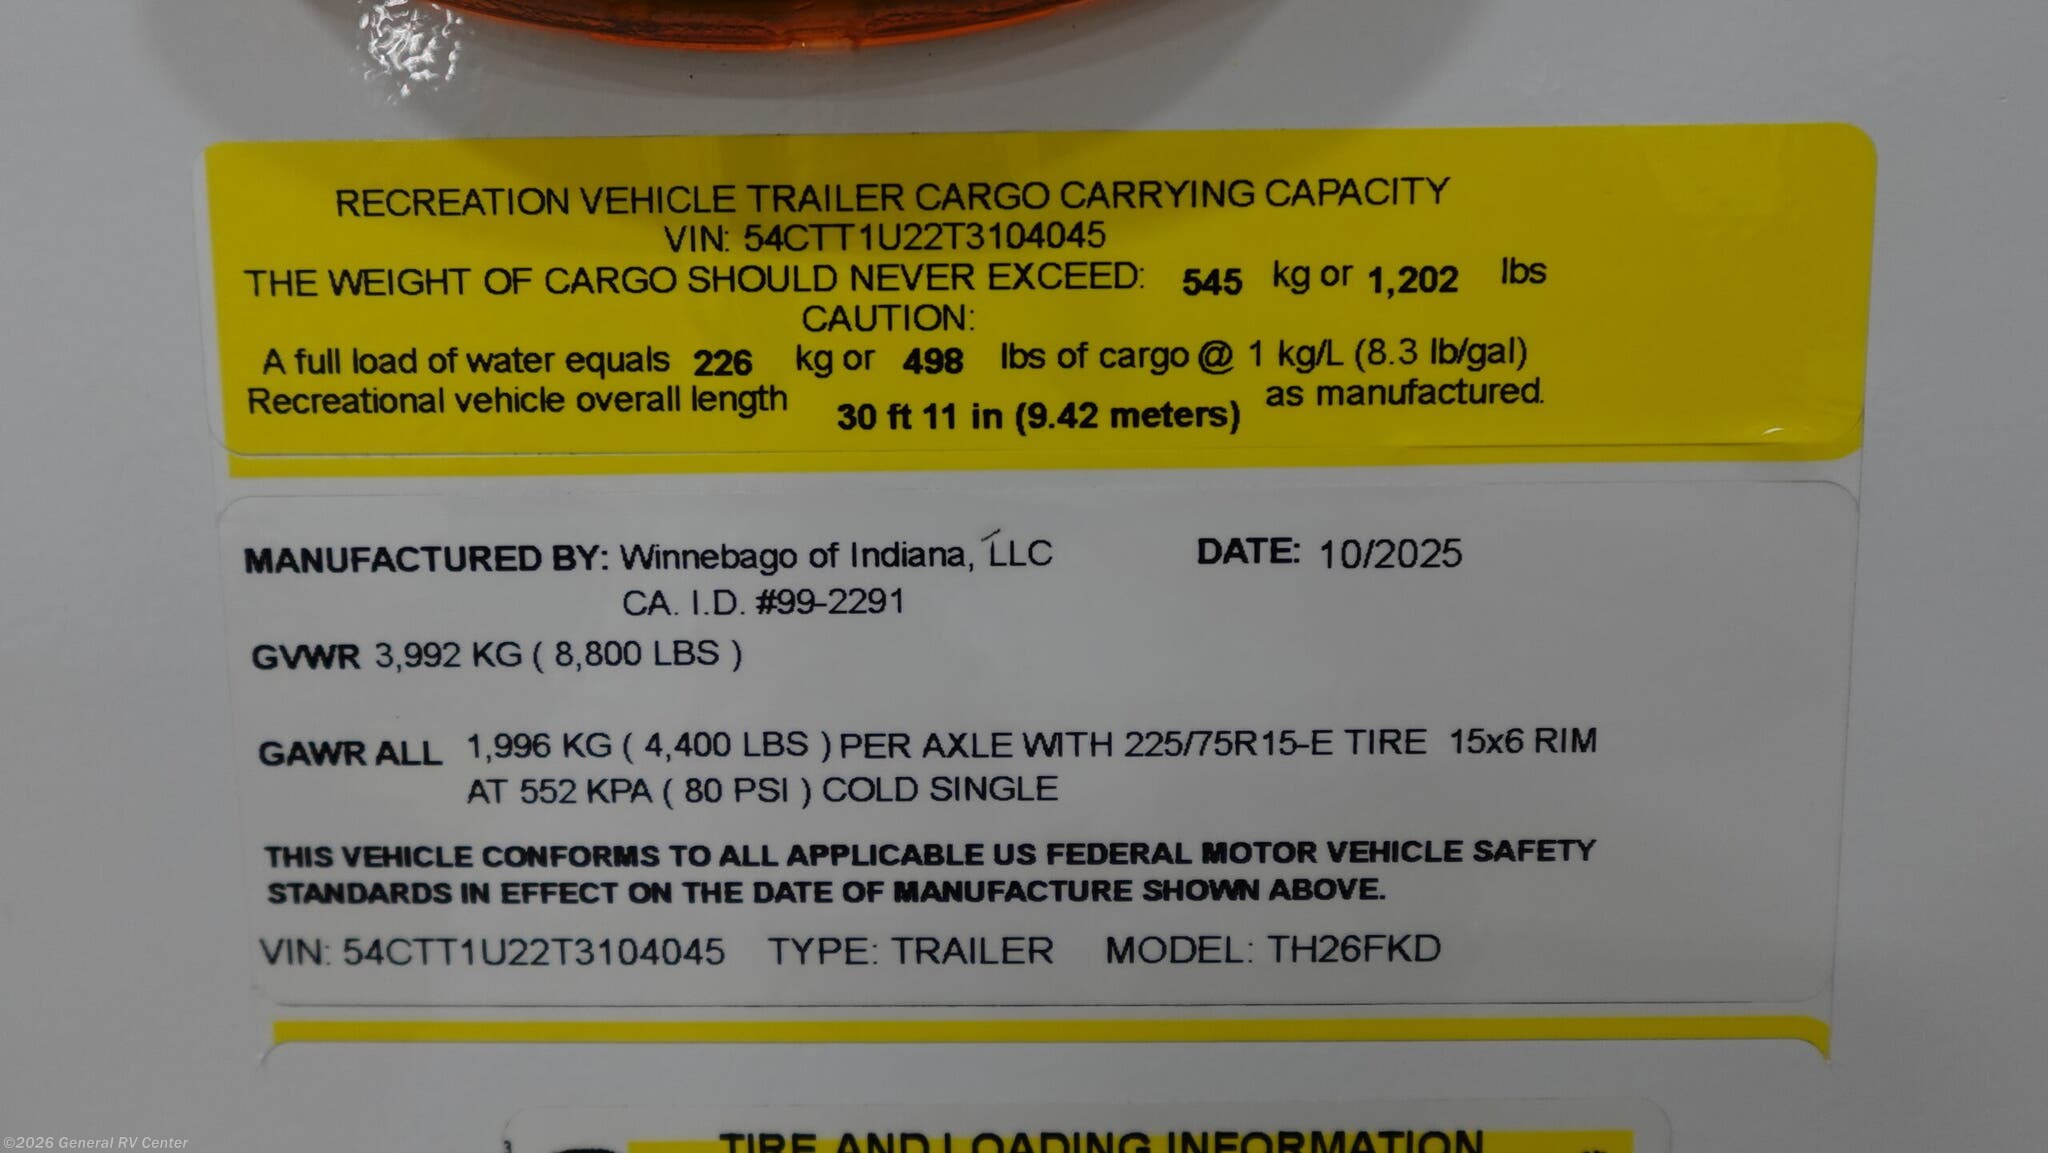 RECREATION VEHICLE TRAILER CARGO CARRYING CAPACITY
VIN: 54CTT1U22T3104045
THE WEIGHT OF CARGO SHOULD NEVER EXCEED: 545 kg or 1,202 lbs
CAUTION:
A full load of water equals 226 kg or 498 lbs of cargo @ 1 kg/L (8.3 lb/gal)
Recreational vehicle overall length 30 ft 11 in (9.42 meters) as manufactured.
MANUFACTURED BY: Winnebago of Indiana, LLC DATE: 10/2025
CA. I.D. #99-2291
GVWR 3,992 KG ( 8,800 LBS )
GAWR ALL 1,996 KG ( 4,400 LBS ) PER AXLE WITH 225/75R15-E TIRE 15x6 RIM
AT 552 KPA ( 80 PSI ) COLD SINGLE
THIS VEHICLE CONFORMS TO ALL APPLICABLE US FEDERAL MOTOR VEHICLE SAFETY
STANDARDS IN EFFECT ON THE DATE OF MANUFACTURE SHOWN ABOVE.
VIN: 54CTT1U22T3104045 TYPE: TRAILER MODEL: TH26FKD
TIRE AND LOADING INFORMATION
©2026 General RV Center